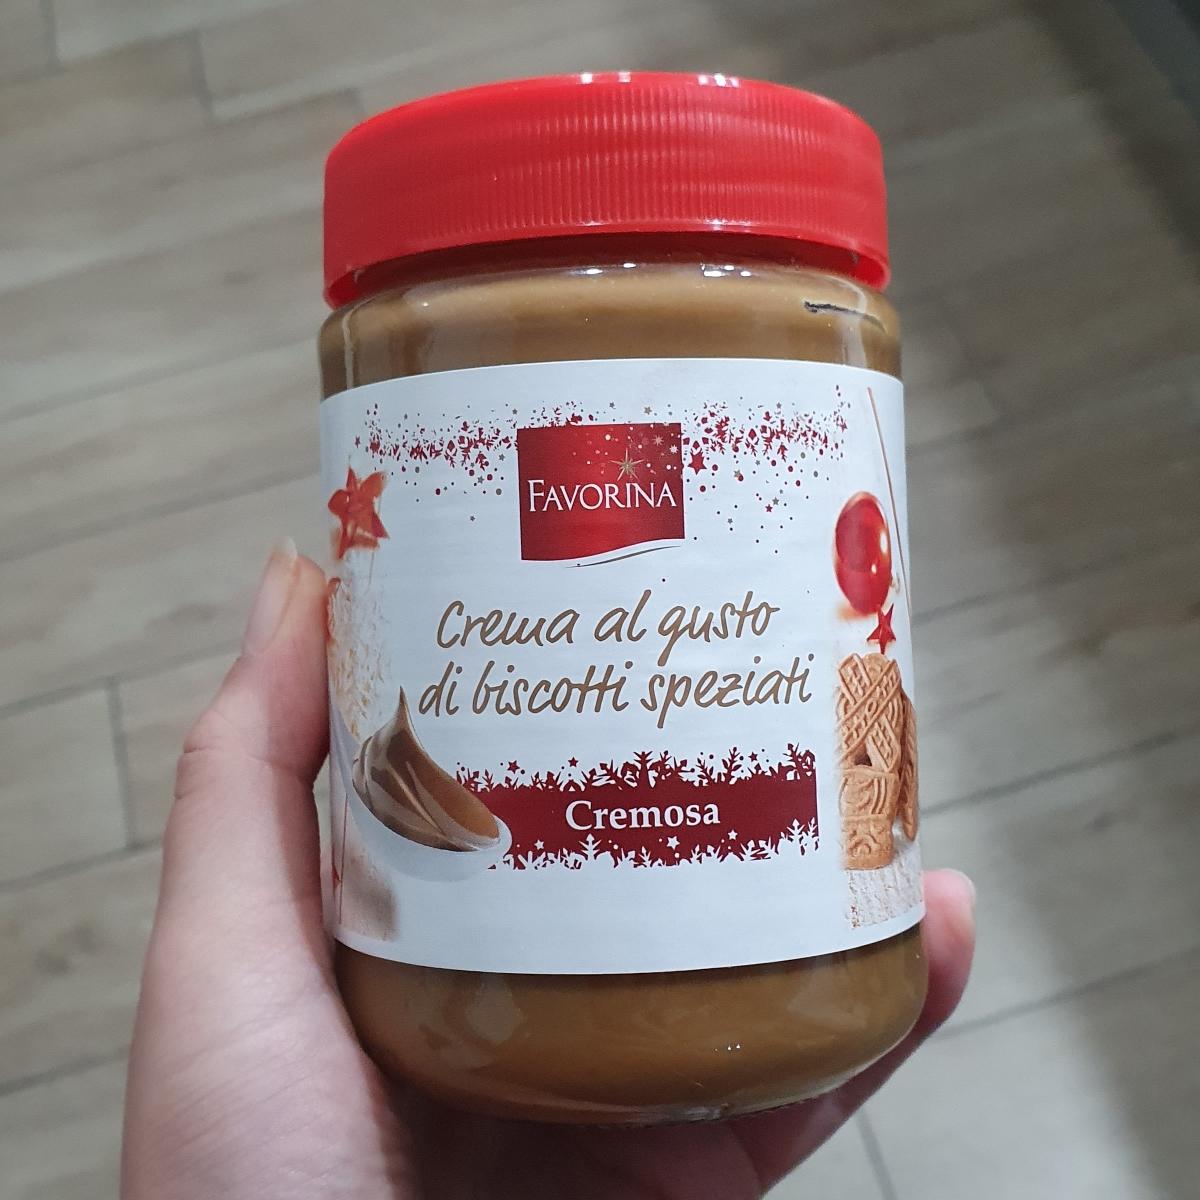 FAVORINA
Crema al gusto
di biscotti speziati
Cremosa